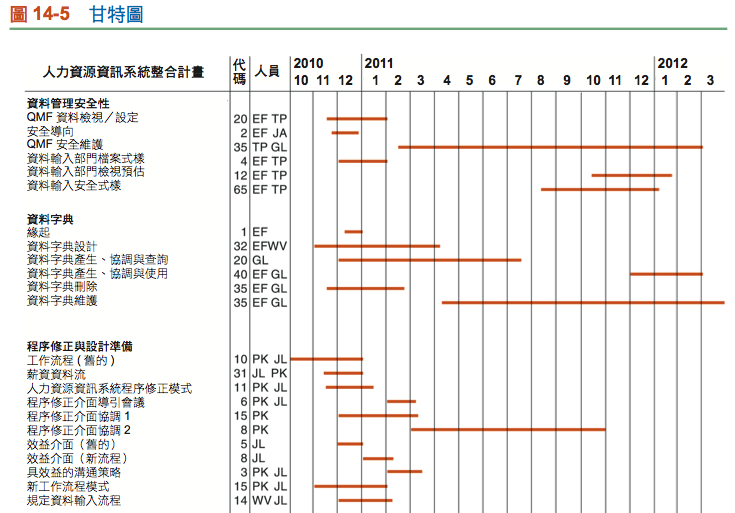 圖 14-5 甘特圖
2010 2011 2012
人力資源資訊系統整合計畫 代碼 人員 10 11 12 1 2 3 4 5 6 7 8 9 10 11 12 1 2 3
資料管理安全性
QMF 資料檢視／設定 20 EF TP
安全導向 2 EF JA
QMF 安全維護 35 TP GL
資料輸入部門檔案式樣 4 EF TP
資料輸入部門檢視預估 12 EF TP
資料輸入安全式樣 65 EF TP
資料字典
緣起 1 EF
資料字典設計 32 EFWV
資料字典產生、協調與查詢 20 GL
資料字典產生、協調與使用 40 EF GL
資料字典刪除 35 EF GL
資料字典維護 35 EF GL
程序修正與設計準備
工作流程 ( 舊的 ) 10 PK JL
薪資資料流 31 JL PK
人力資源資訊系統程序修正模式 11 PK JL
程序修正介面導引會議 6 PK JL
程序修正介面協調 1 15 PK
程序修正介面協調 2 8 PK
效益介面（舊的） 5 JL
效益介面（新流程） 8 JL
具效益的溝通策略 3 PK JL
新工作流程模式 15 PK JL
規定資料輸入流程 14 WV JL